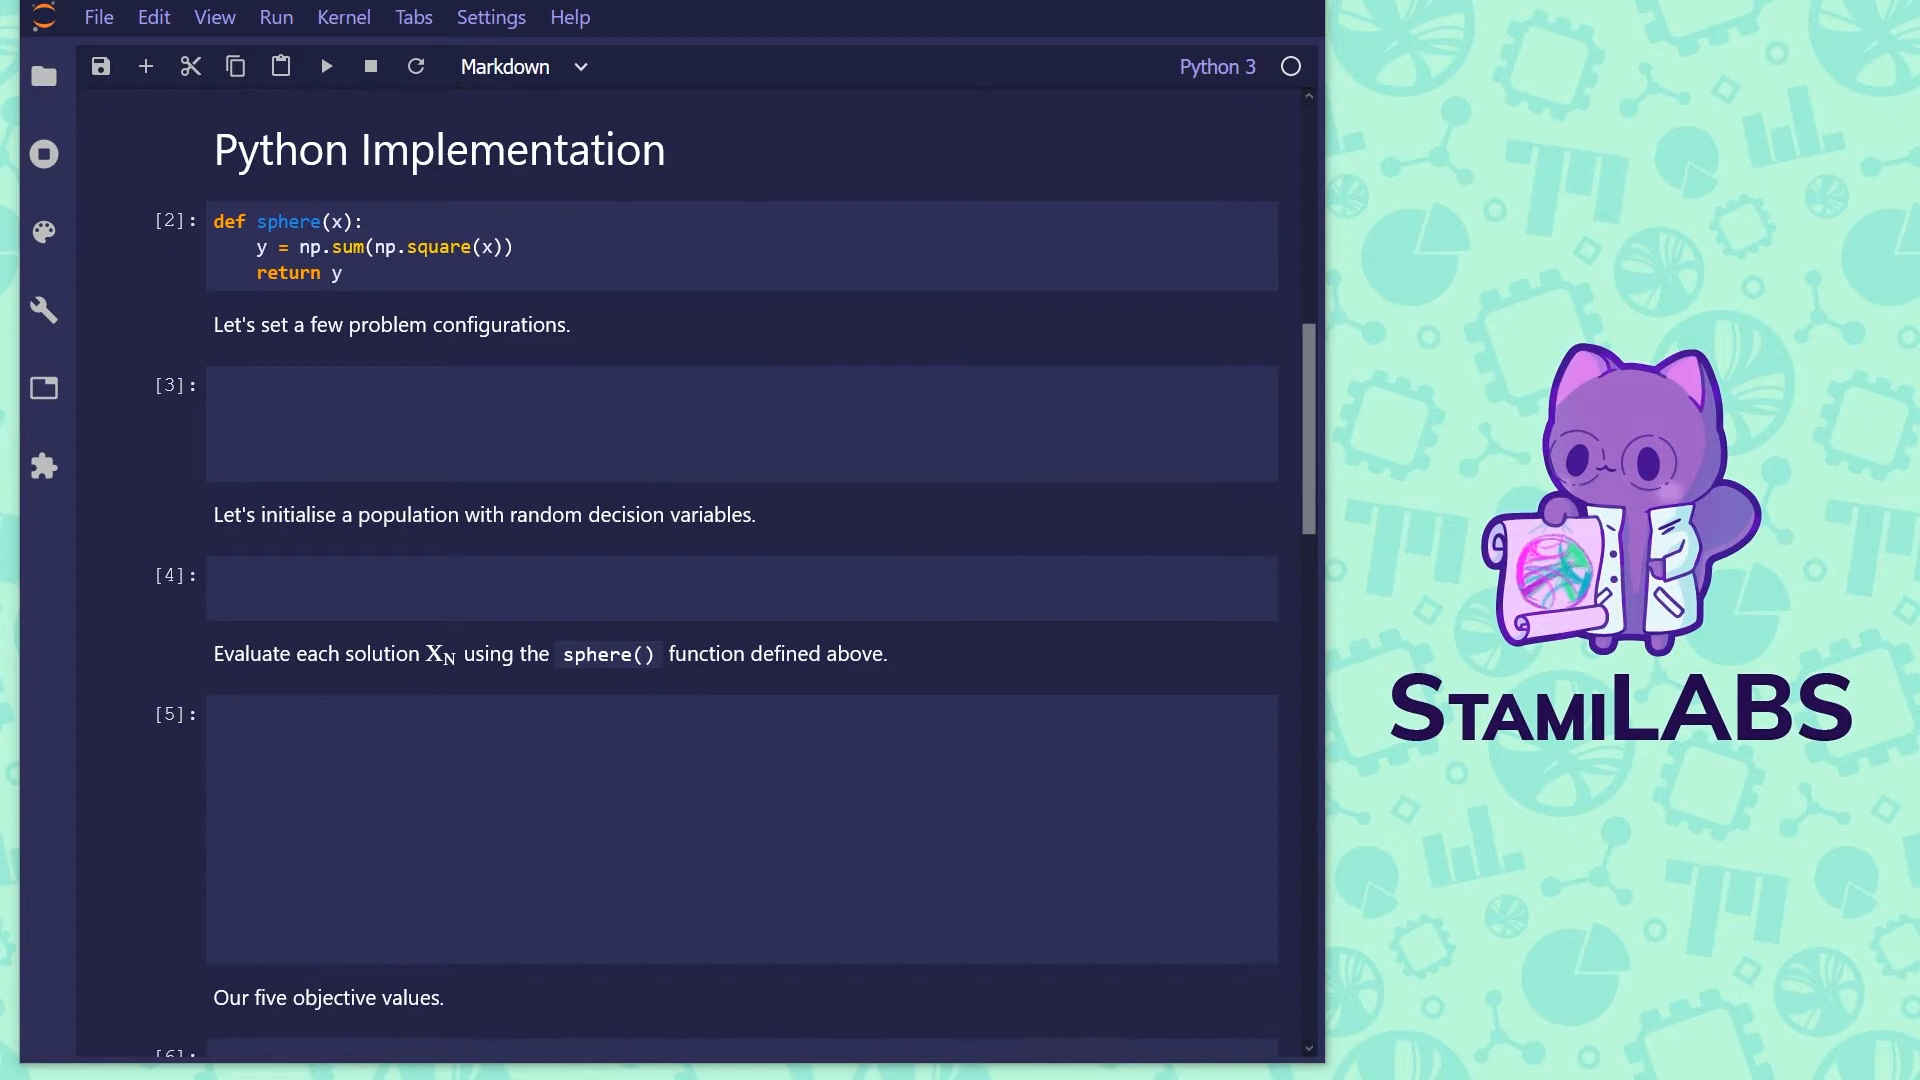 File Edit View Run Kernel Tabs Settings Help
Markdown
Python 3
Python Implementation
[2]:
def sphere(x):
    y = np.sum(np.square(x))
    return y
Let's set a few problem configurations.
[3]:
Let's initialise a population with random decision variables.
[4]:
Evaluate each solution X_N using the sphere() function defined above.
[5]:
Our five objective values.
[6]:
STAMILABS